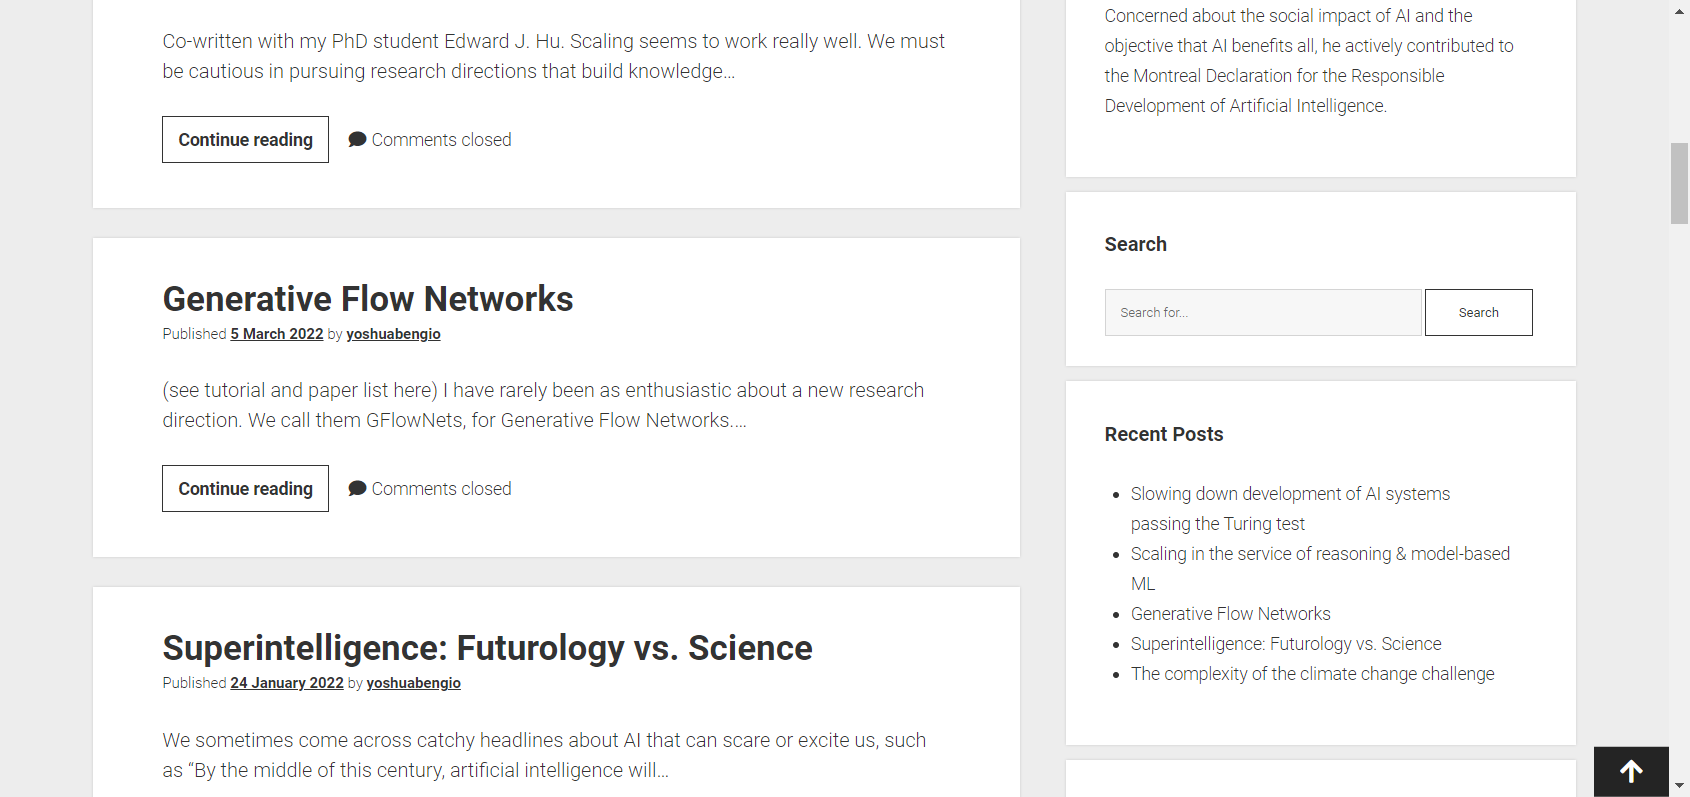 Co-written with my PhD student Edward J. Hu. Scaling seems to work really well. We must
be cautious in pursuing research directions that build knowledge…
Continue reading
Comments closed
Generative Flow Networks
Published 5 March 2022 by yoshuabengio
(see tutorial and paper list here) I have rarely been as enthusiastic about a new research
direction. We call them GFlowNets, for Generative Flow Networks.…
Continue reading
Comments closed
Superintelligence: Futurology vs. Science
Published 24 January 2022 by yoshuabengio
We sometimes come across catchy headlines about AI that can scare or excite us, such
as “By the middle of this century, artificial intelligence will…
Concerned about the social impact of AI and the
objective that AI benefits all, he actively contributed to
the Montreal Declaration for the Responsible
Development of Artificial Intelligence.
Search
Search for...
Search
Recent Posts
Slowing down development of AI systems
passing the Turing test
Scaling in the service of reasoning & model-based
ML
Generative Flow Networks
Superintelligence: Futurology vs. Science
The complexity of the climate change challenge